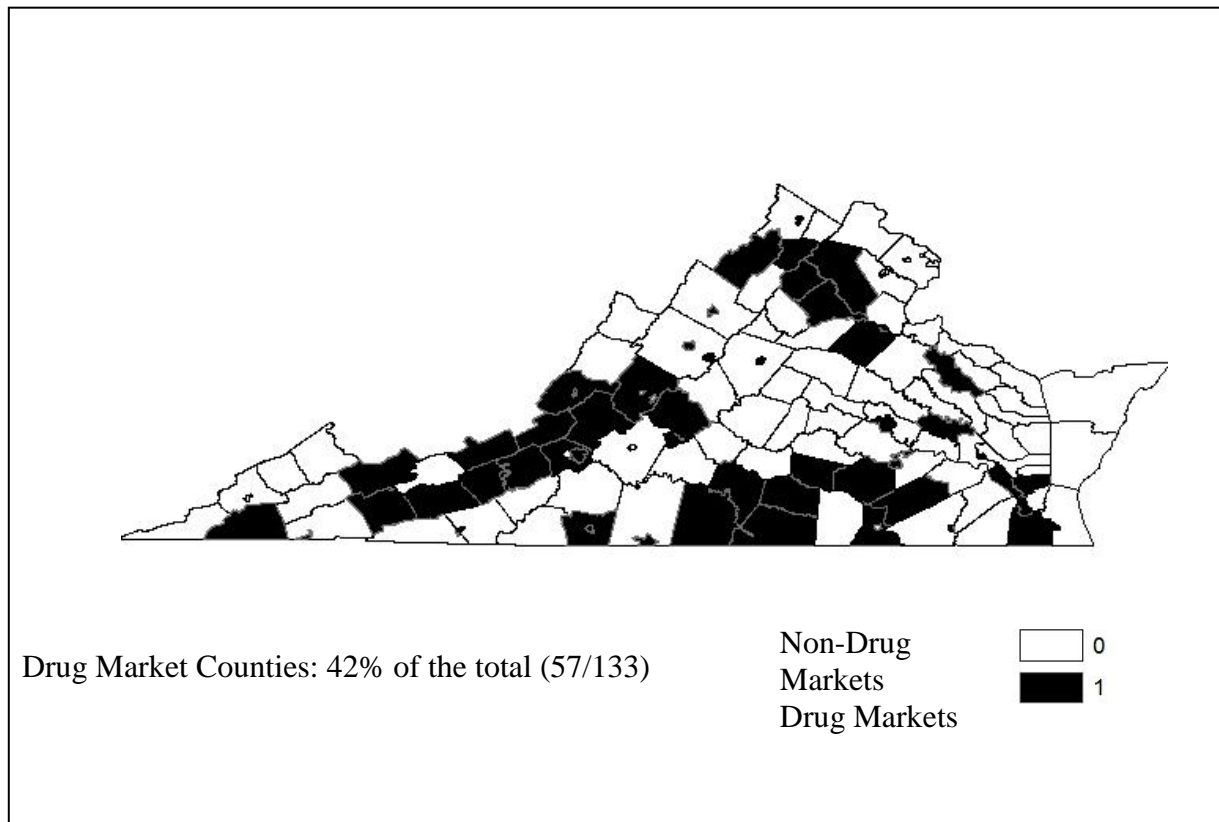 Drug Market Counties: 42% of the total (57/133)
Non-Drug
Markets
Drug Markets
0
1